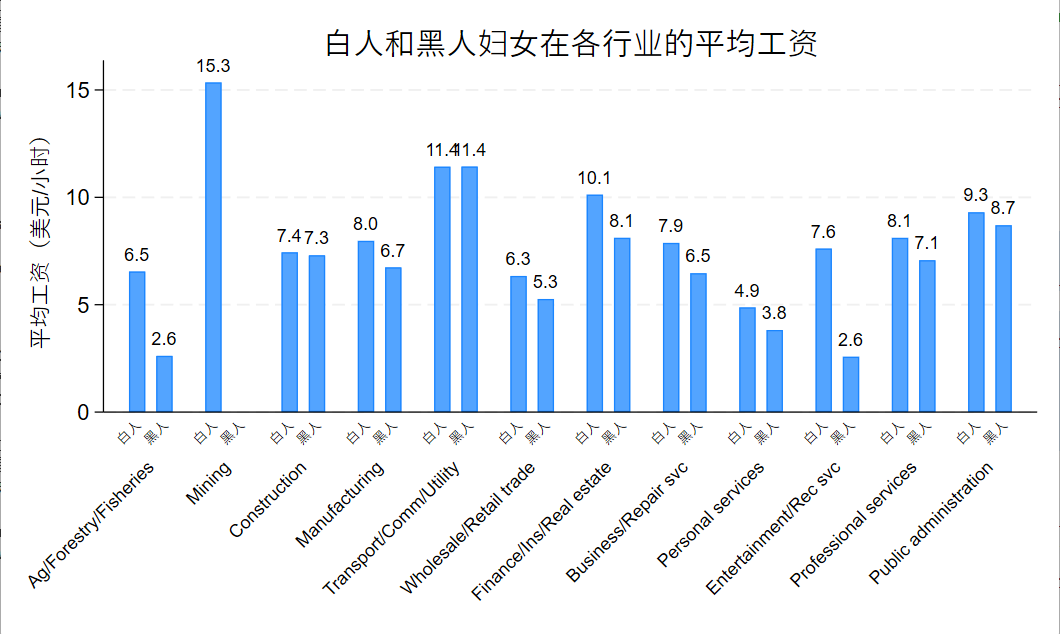 白人和黑人妇女在各行业的平均工资
平均工资（美元/小时）
15
10
5
0
6.5 2.6 15.3 7.4 7.3 8.0 6.7 11.4 11.4 6.3 5.3 10.1 8.1 7.9 6.5 4.9 3.8 7.6 2.6 8.1 7.1 9.3 8.7
白人 黑人 白人 黑人 白人 黑人 白人 黑人 白人 黑人 白人 黑人 白人 黑人 白人 黑人 白人 黑人 白人 黑人 白人 黑人 白人 黑人
Ag/Forestry/Fisheries
Mining
Construction
Manufacturing
Transport/Comm/Utility
Wholesale/Retail trade
Finance/Ins/Real estate
Business/Repair svc
Personal services
Entertainment/Rec svc
Professional services
Public administration